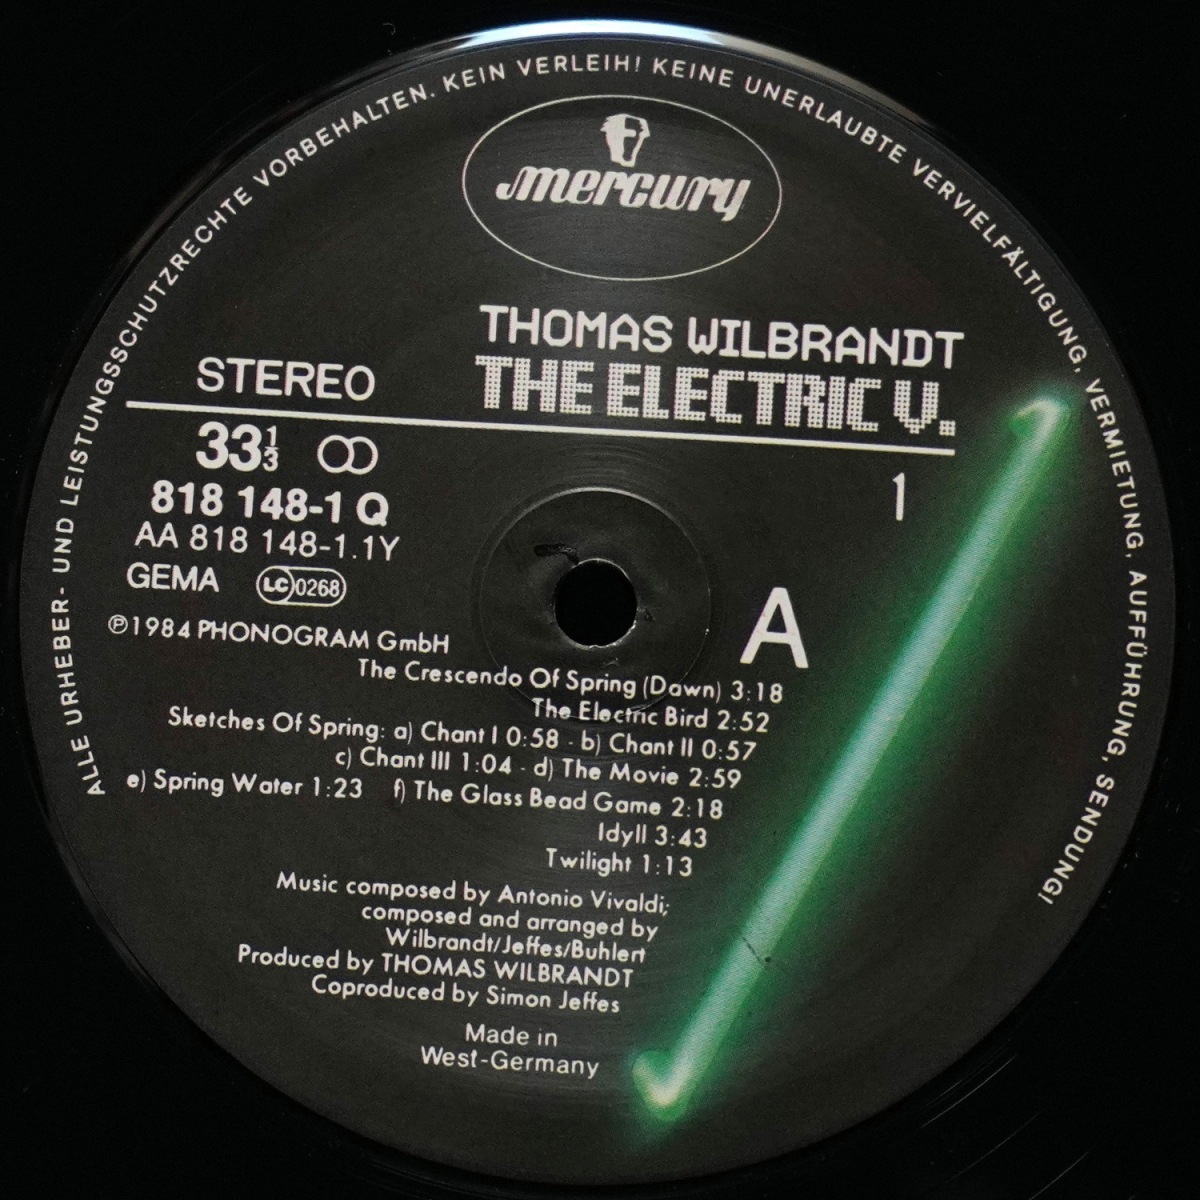 ALLE URHEBER- UND LEISTUNGSSCHUTZRECHTE VORBEHALTEN. KEIN VERLEIH! KEINE UNERLAUBTE VERVIELFÄLTIGUNG, VERMIETUNG, AUFFÜHRUNG, SENDUNG!
mercury
THOMAS WILBRANDT
THE ELECTRIC V.
STEREO
33 1/3
1
818 148-1 Q
AA 818 148-1.1Y
GEMA LC 0268
A
℗1984 PHONOGRAM GmbH
The Crescendo Of Spring (Dawn) 3:18
The Electric Bird 2:52
Sketches Of Spring: a) Chant I 0:58 - b) Chant II 0:57
c) Chant III 1:04 - d) The Movie 2:59
e) Spring Water 1:23 f) The Glass Bead Game 2:18
Idyll 3:43
Twilight 1:13
Music composed by Antonio Vivaldi;
composed and arranged by
Wilbrandt/Jeffes/Buhlert
Produced by THOMAS WILBRANDT
Coproduced by Simon Jeffes
Made in
West-Germany